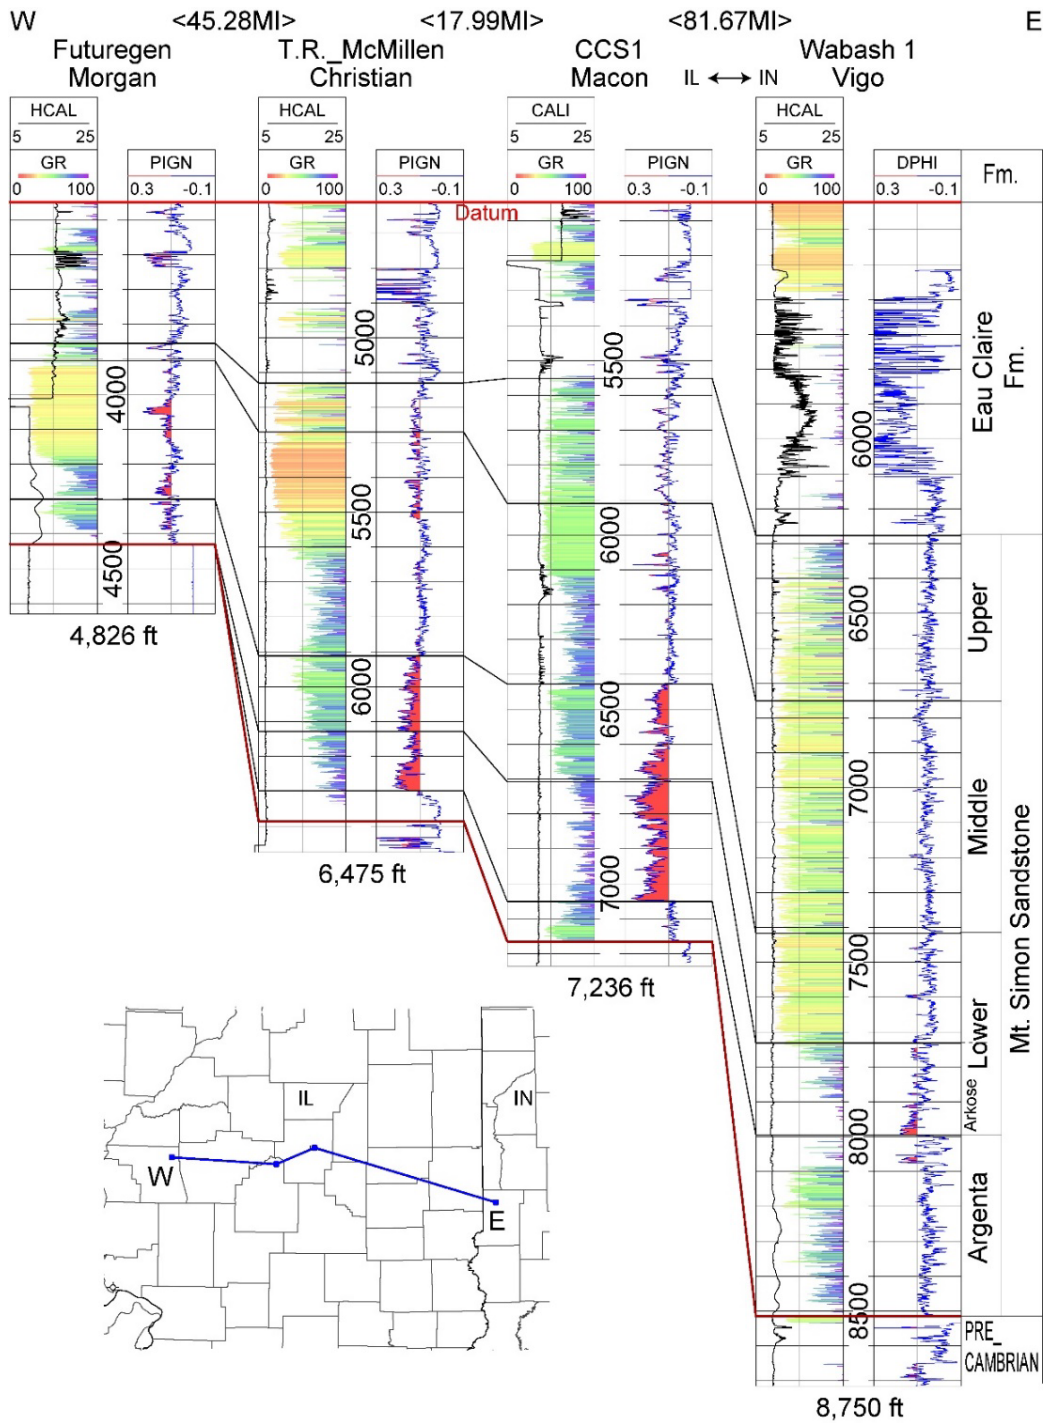 W <45.28MI> <17.99MI> <81.67MI> E
Futuregen T.R._McMillen CCS1 Wabash 1
Morgan Christian Macon IL ↔ IN Vigo
HCAL HCAL CALI HCAL
5 25 5 25 5 25 5 25
GR PIGN GR PIGN GR PIGN GR DPHI Fm.
0 100 0.3 -0.1 0 100 0.3 -0.1 0 100 0.3 -0.1 0 100 0.3 -0.1
Datum
4000
4500
4,826 ft
5000
5500
6000
6,475 ft
5500
6000
6500
7000
7,236 ft
6000
6500
7000
7500
8000
8500
8,750 ft
Eau Claire
Fm.
Upper
Middle
Lower
Arkose
Argenta
Mt. Simon Sandstone
PRE_
CAMBRIAN
IL IN
W
E